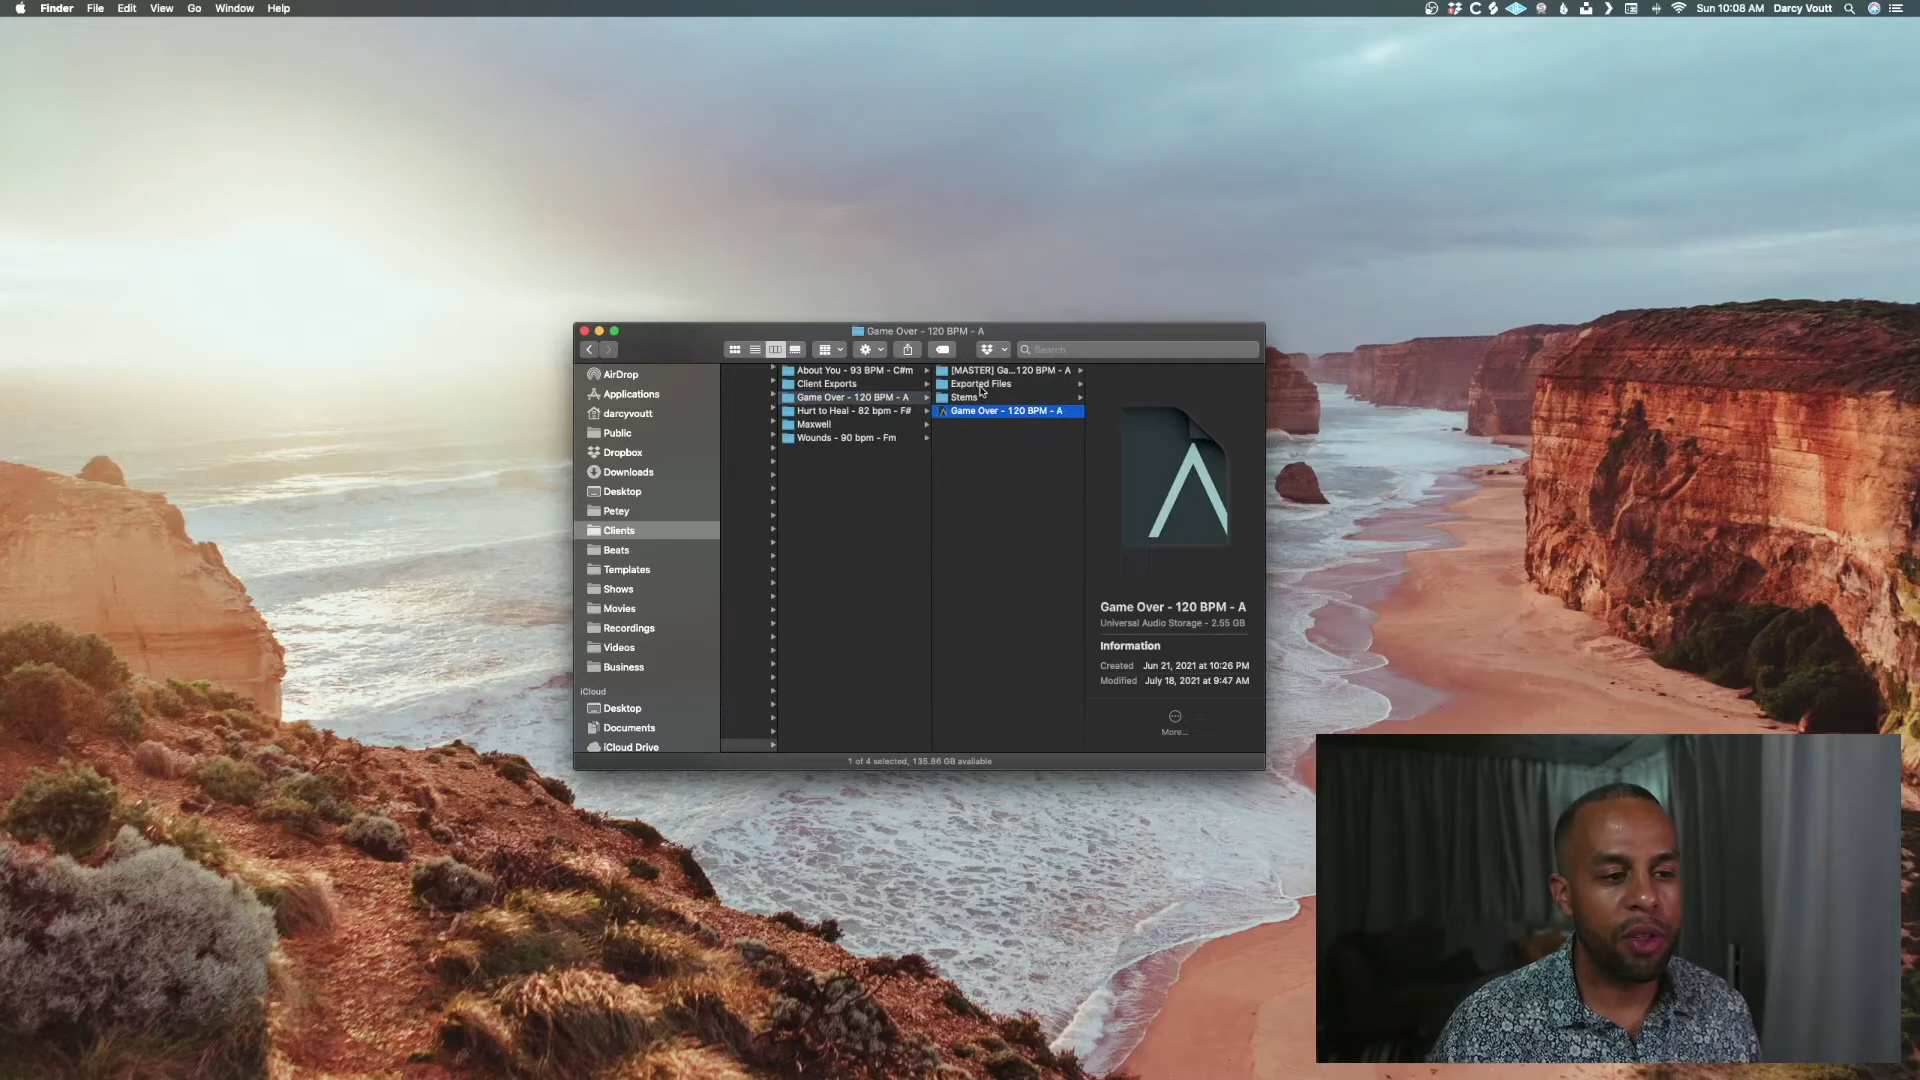 Finder File Edit View Go Window Help
Sun 10:08 AM Darcy Voutt
Game Over - 120 BPM - A
Search
AirDrop
Applications
darcyvoutt
Public
Dropbox
Downloads
Desktop
Petey
Clients
Beats
Templates
Shows
Movies
Recordings
Videos
Business
iCloud
Desktop
Documents
iCloud Drive
About You - 93 BPM - C#m
Client Exports
Game Over - 120 BPM - A
Hurt to Heal - 82 bpm - F#
Maxwell
Wounds - 90 bpm - Fm
[MASTER] Ga...120 BPM - A
Exported Files
Stems
Game Over - 120 BPM - A
Game Over - 120 BPM - A
Universal Audio Storage - 2.55 GB
Information
Created Jun 21, 2021 at 10:26 PM
Modified July 18, 2021 at 9:47 AM
More...
1 of 4 selected, 135.86 GB available